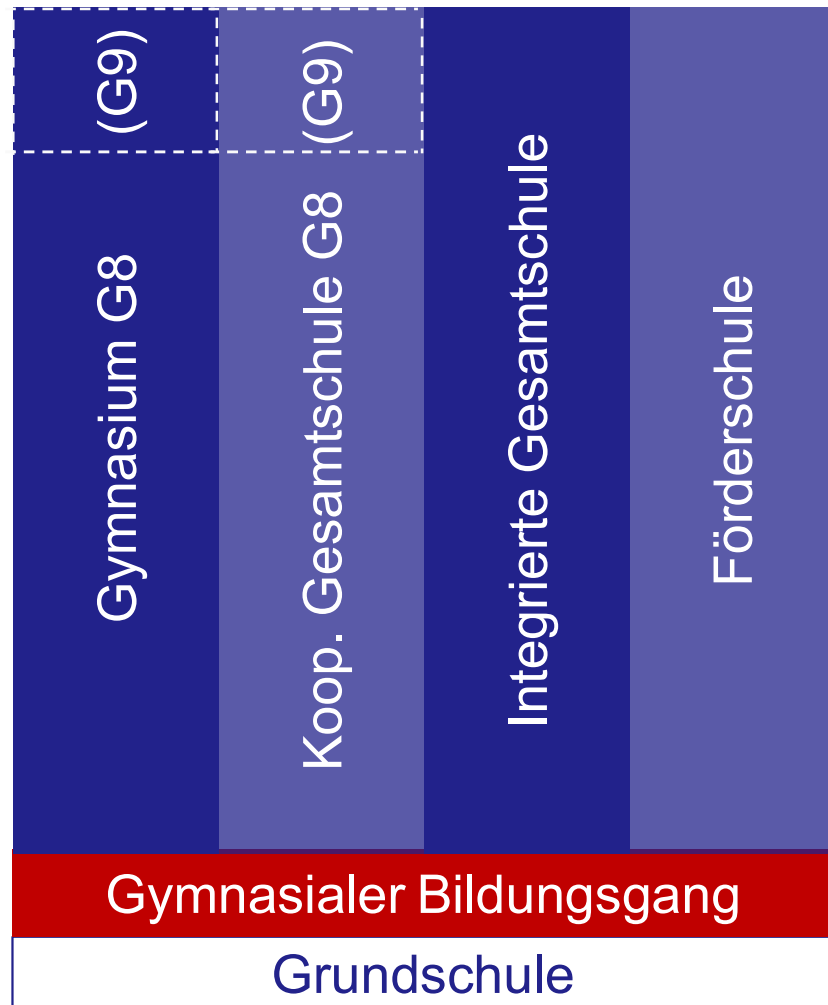 (G9)
(G9)
Gymnasium G8
Koop. Gesamtschule G8
Integrierte Gesamtschule
Förderschule
Gymnasialer Bildungsgang
Grundschule